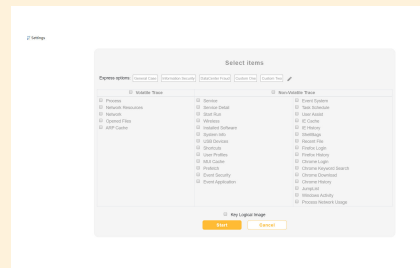 Settings
Select items
Express options: General Case Information Security Data/Folder Fraud Custom One Custom Two
Volatile Trace
Non-Volatile Trace
Process
Network Resources
Network
Opened Files
ARP Cache
Service
Service Detail
Start Run
Wireless
Installed Software
System Info
USB Devices
Shortcuts
User Profiles
MUI Cache
Prefetch
Event Security
Event Application
Event System
Task Scheduler
User Assist
IE Cache
IE History
ShellBags
Recent File
Firefox Login
Firefox History
Chrome Login
Chrome Keyword Search
Chrome Download
Chrome History
JumpList
Windows Activity
Process Network Usage
Key Logical Image
Start
Cancel